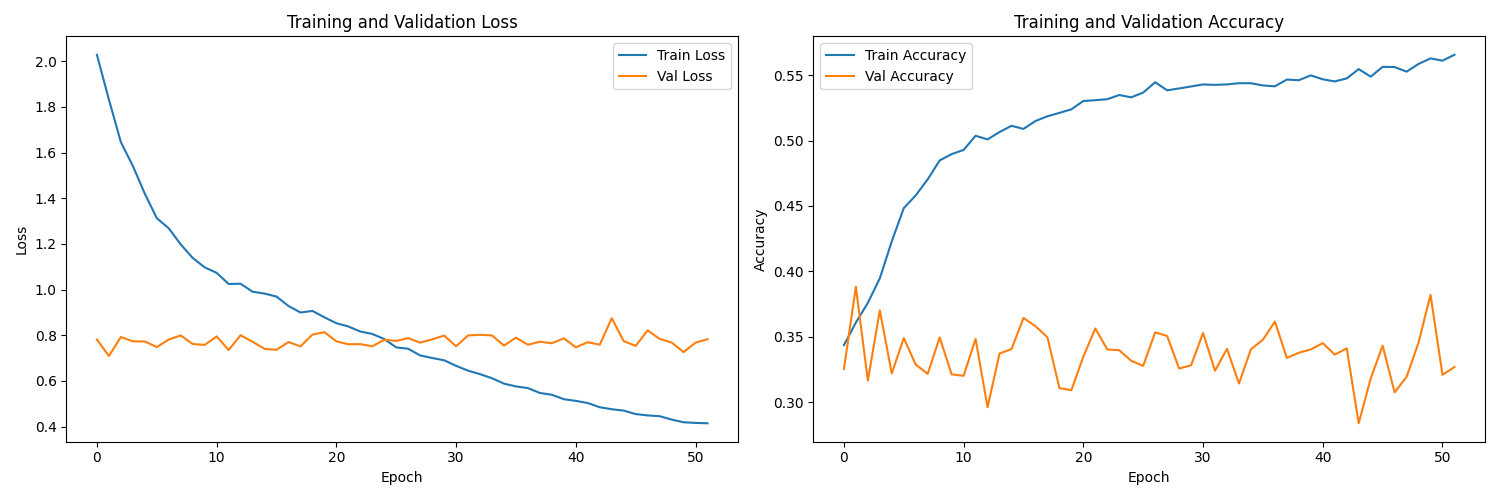 Training and Validation Loss
Train Loss
Val Loss
2.0
1.8
1.6
1.4
1.2
1.0
0.8
0.6
0.4
Loss
0 10 20 30 40 50
Epoch
Training and Validation Accuracy
Train Accuracy
Val Accuracy
0.55
0.50
0.45
0.40
0.35
0.30
Accuracy
0 10 20 30 40 50
Epoch